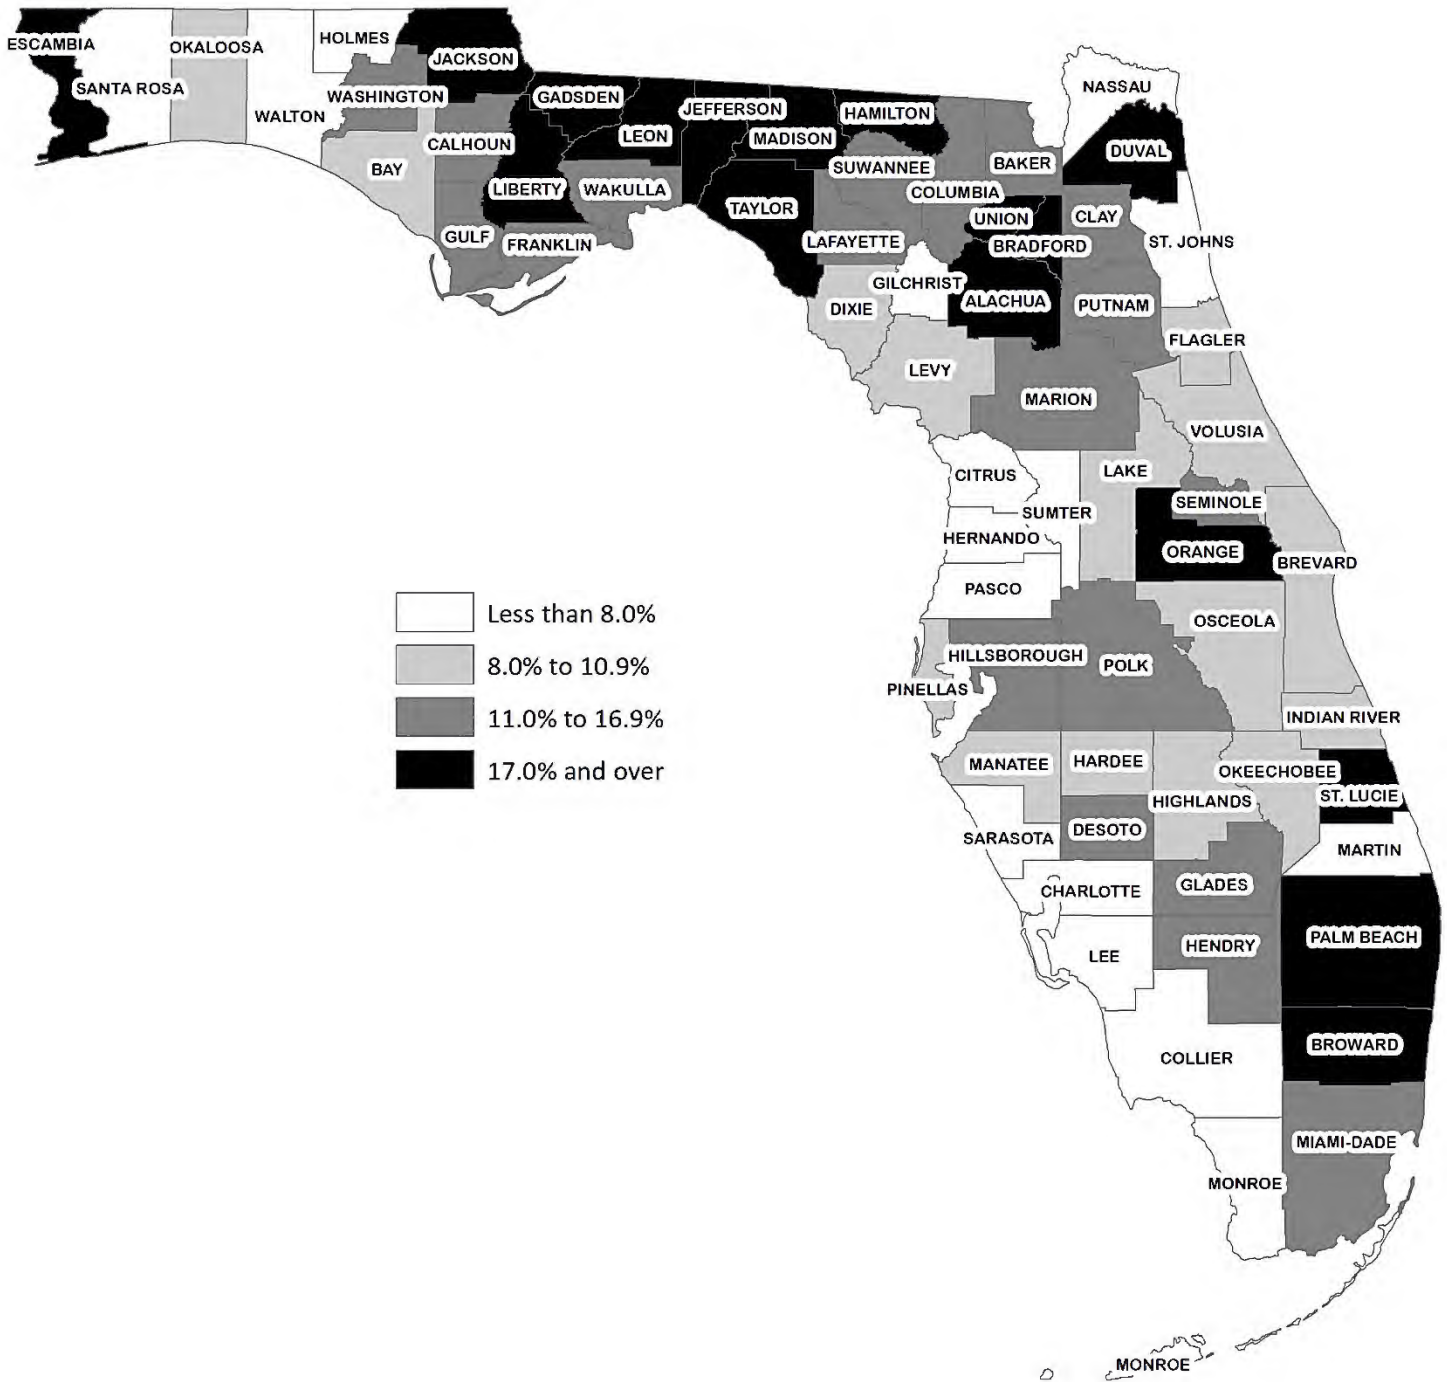 ESCAMBIA
SANTA ROSA
OKALOOSA
WALTON
HOLMES
WASHINGTON
BAY
JACKSON
CALHOUN
GULF
GADSDEN
LIBERTY
FRANKLIN
LEON
WAKULLA
JEFFERSON
MADISON
TAYLOR
HAMILTON
SUWANNEE
LAFAYETTE
DIXIE
COLUMBIA
GILCHRIST
LEVY
BAKER
UNION
BRADFORD
ALACHUA
NASSAU
DUVAL
CLAY
ST. JOHNS
PUTNAM
FLAGLER
MARION
VOLUSIA
CITRUS
SUMTER
LAKE
HERNANDO
PASCO
SEMINOLE
ORANGE
BREVARD
OSCEOLA
PINELLAS
HILLSBOROUGH
POLK
INDIAN RIVER
MANATEE
HARDEE
HIGHLANDS
OKEECHOBEE
ST. LUCIE
SARASOTA
DESOTO
MARTIN
CHARLOTTE
GLADES
LEE
HENDRY
PALM BEACH
COLLIER
BROWARD
MONROE
MIAMI-DADE
MONROE
Less than 8.0%
8.0% to 10.9%
11.0% to 16.9%
17.0% and over